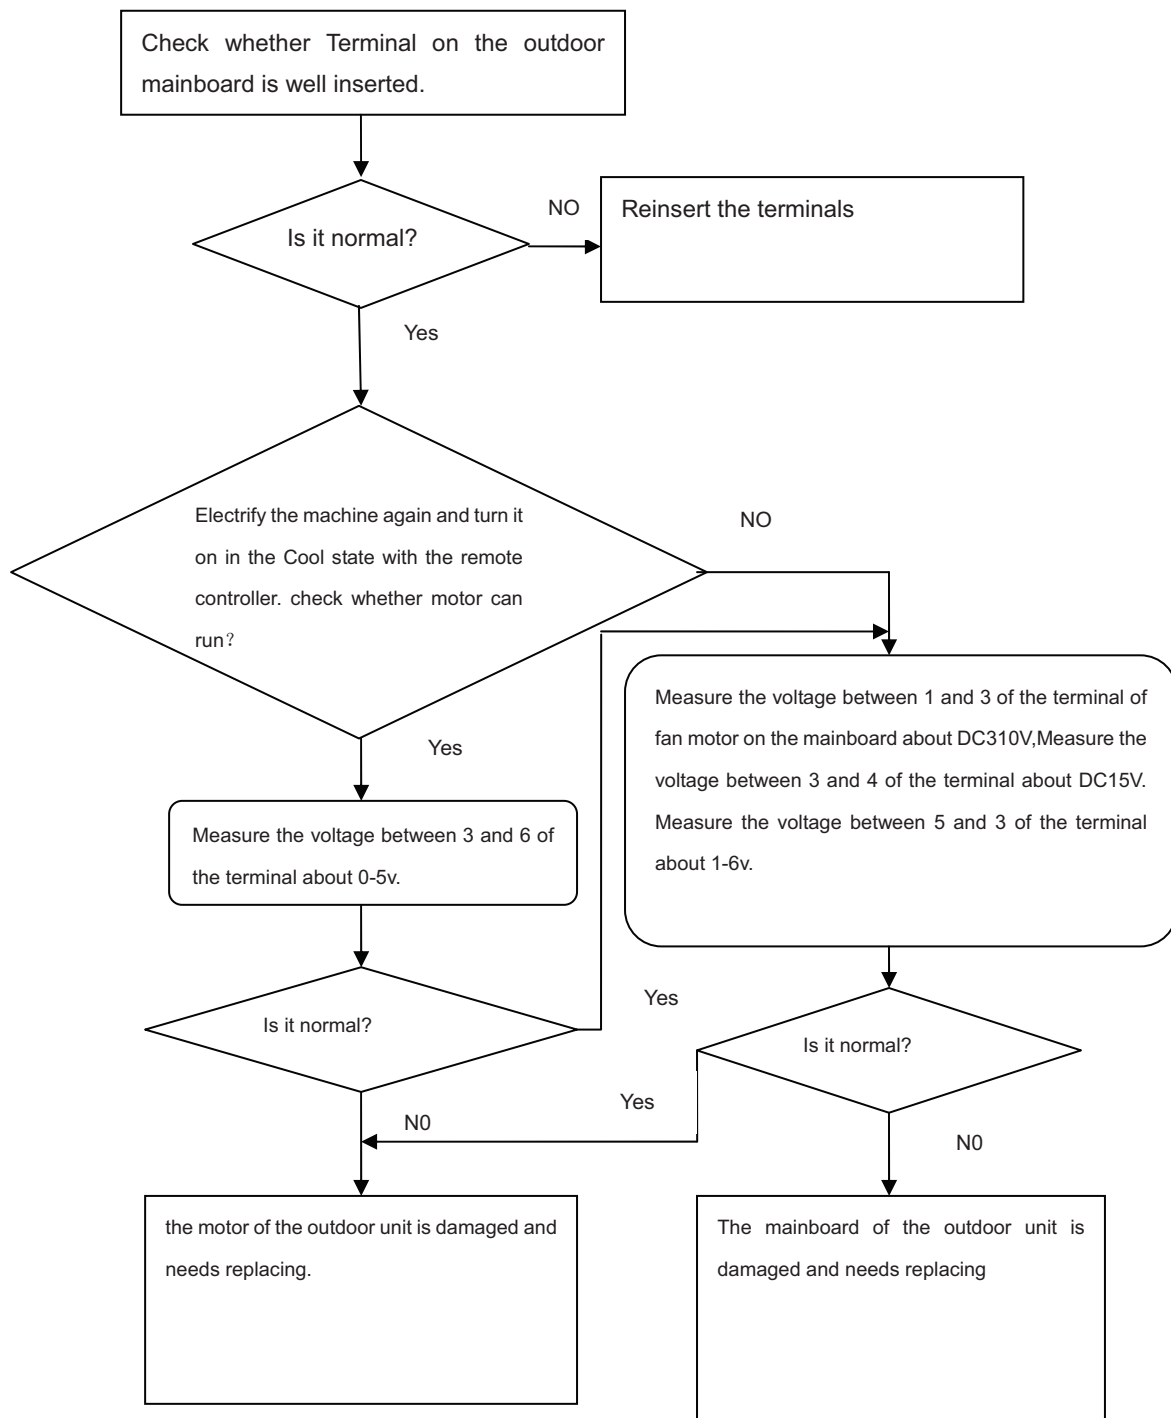 Check whether Terminal on the outdoor
mainboard is well inserted.
Is it normal?
NO
Reinsert the terminals
Yes
Electrify the machine again and turn it
on in the Cool state with the remote
controller. check whether motor can
run？
NO
Yes
Measure the voltage between 1 and 3 of the terminal of
fan motor on the mainboard about DC310V,Measure the
voltage between 3 and 4 of the terminal about DC15V.
Measure the voltage between 5 and 3 of the terminal
about 1-6v.
Measure the voltage between 3 and 6 of
the terminal about 0-5v.
Is it normal?
Yes
Is it normal?
Yes
N0
N0
the motor of the outdoor unit is damaged and
needs replacing.
The mainboard of the outdoor unit is
damaged and needs replacing